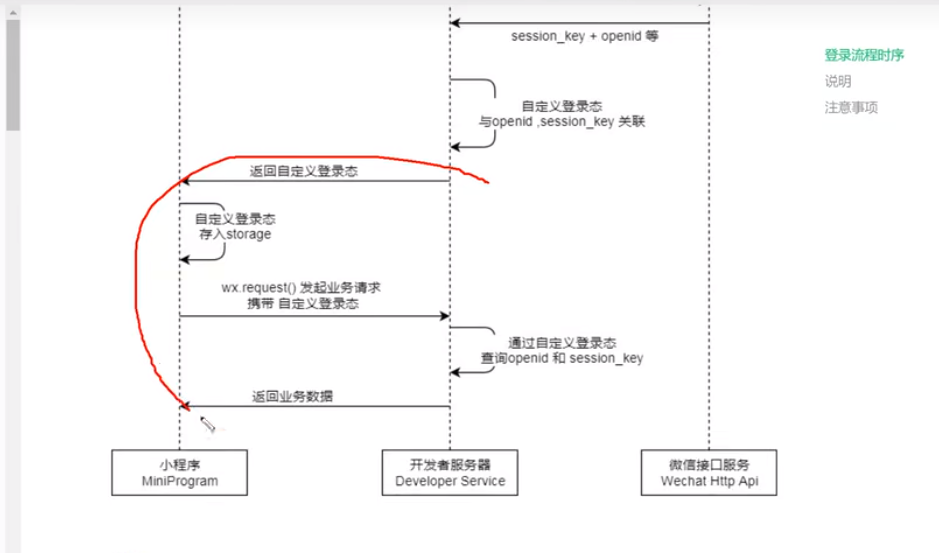 session_key + openid 等
登录流程时序
说明
注意事项
自定义登录态
与openid ,session_key 关联
返回自定义登录态
自定义登录态
存入storage
wx.request() 发起业务请求
携带 自定义登录态
通过自定义登录态
查询openid 和 session_key
返回业务数据
小程序
MiniProgram
开发者服务器
Developer Service
微信接口服务
Wechat Http Api